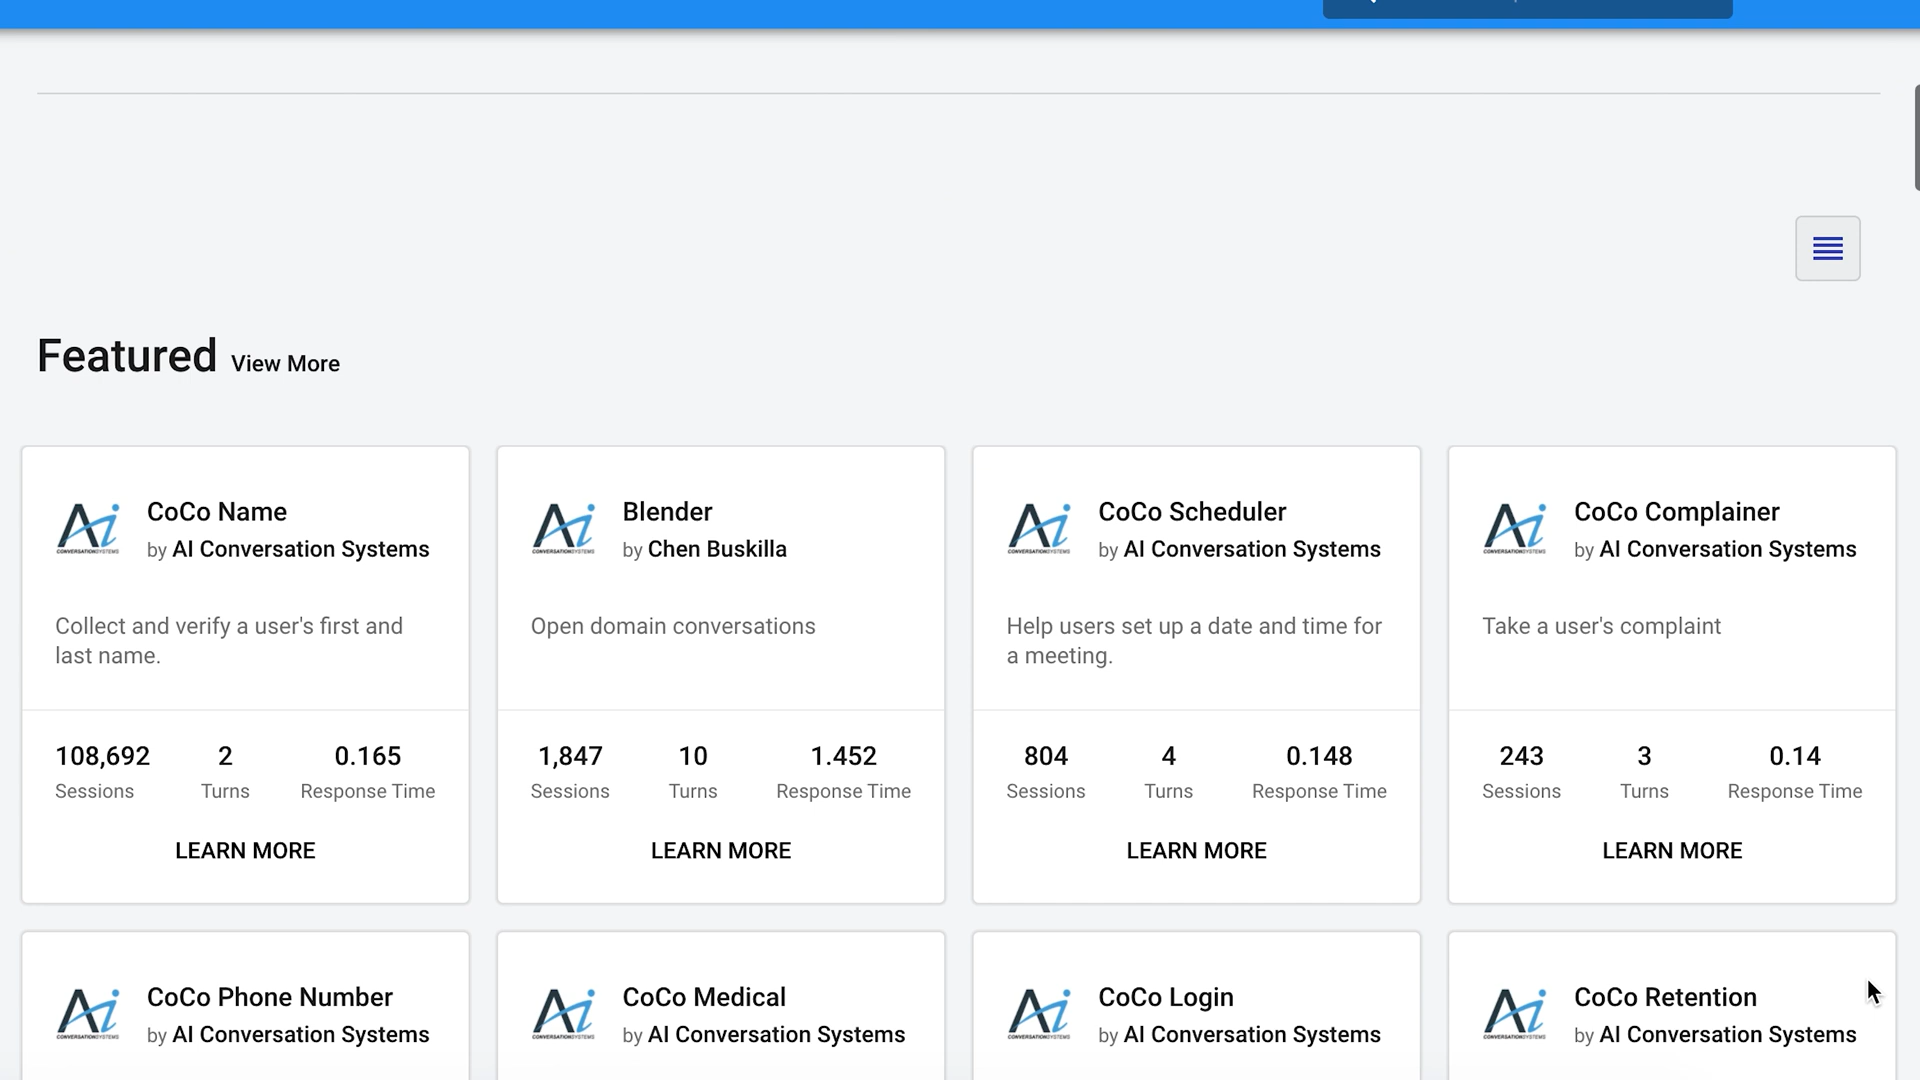 Featured View More
CoCo Name
by AI Conversation Systems
Collect and verify a user's first and
last name.
108,692 2 0.165
Sessions Turns Response Time
LEARN MORE
Blender
by Chen Buskilla
Open domain conversations
1,847 10 1.452
Sessions Turns Response Time
LEARN MORE
CoCo Scheduler
by AI Conversation Systems
Help users set up a date and time for
a meeting.
804 4 0.148
Sessions Turns Response Time
LEARN MORE
CoCo Complainer
by AI Conversation Systems
Take a user's complaint
243 3 0.14
Sessions Turns Response Time
LEARN MORE
CoCo Phone Number
by AI Conversation Systems
CoCo Medical
by AI Conversation Systems
CoCo Login
by AI Conversation Systems
CoCo Retention
by AI Conversation Systems